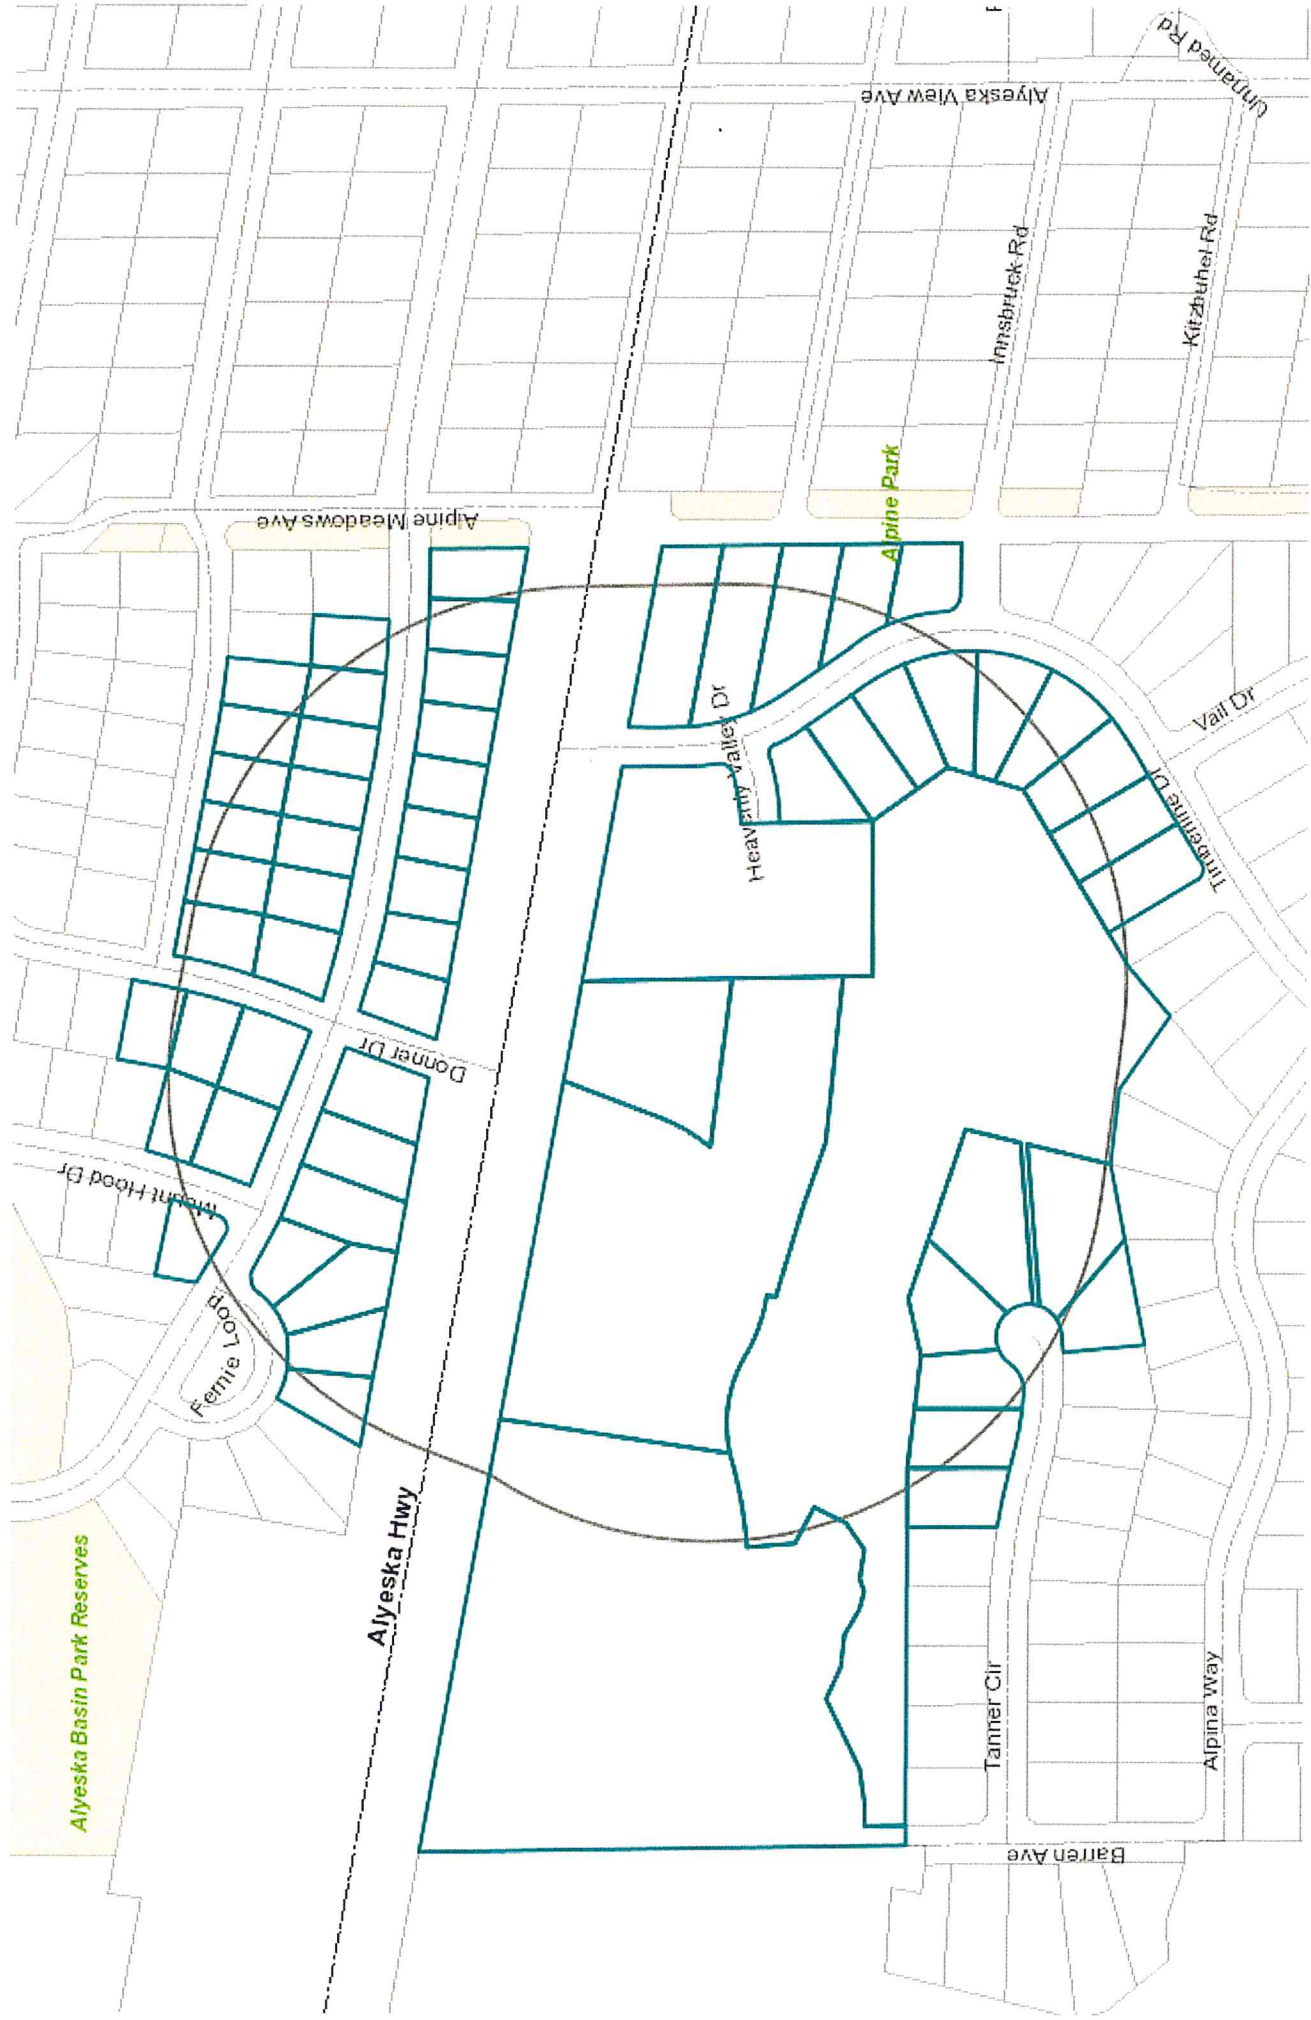 Unnamed Rd
Alyeska View Ave
Innsbruck Rd
Kitzbuhel Rd
Alpine Park
Alpine Meadows Ave
Heavenly Valley Dr
Vail Dr
Timberline Dr
Donner Dr
Mount Hood Dr
Fernie Loop
Alyeska Hwy
Alyeska Basin Park Reserves
Tanner Cir
Alpina Way
Barren Ave